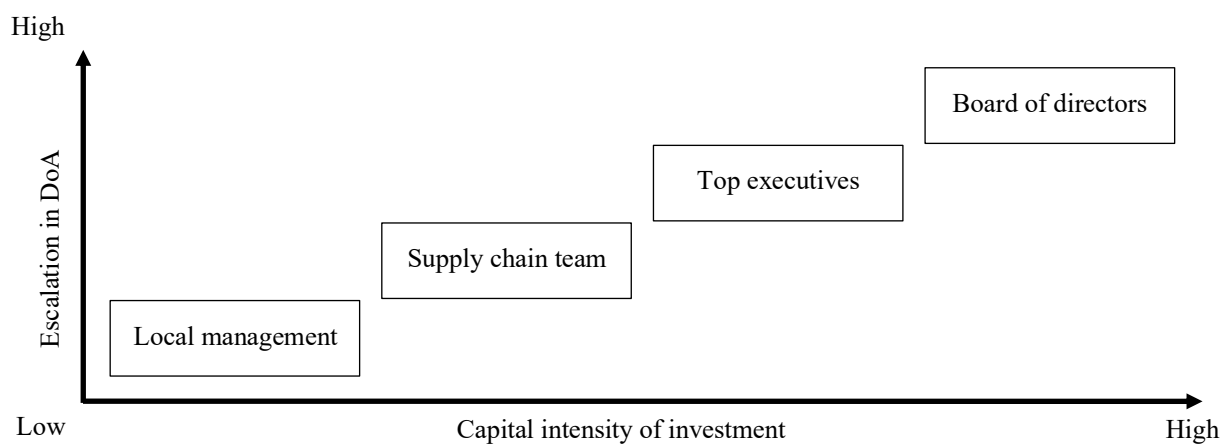 High
Board of directors
Top executives
Supply chain team
Local management
Escalation in DoA
Low
Capital intensity of investment
High